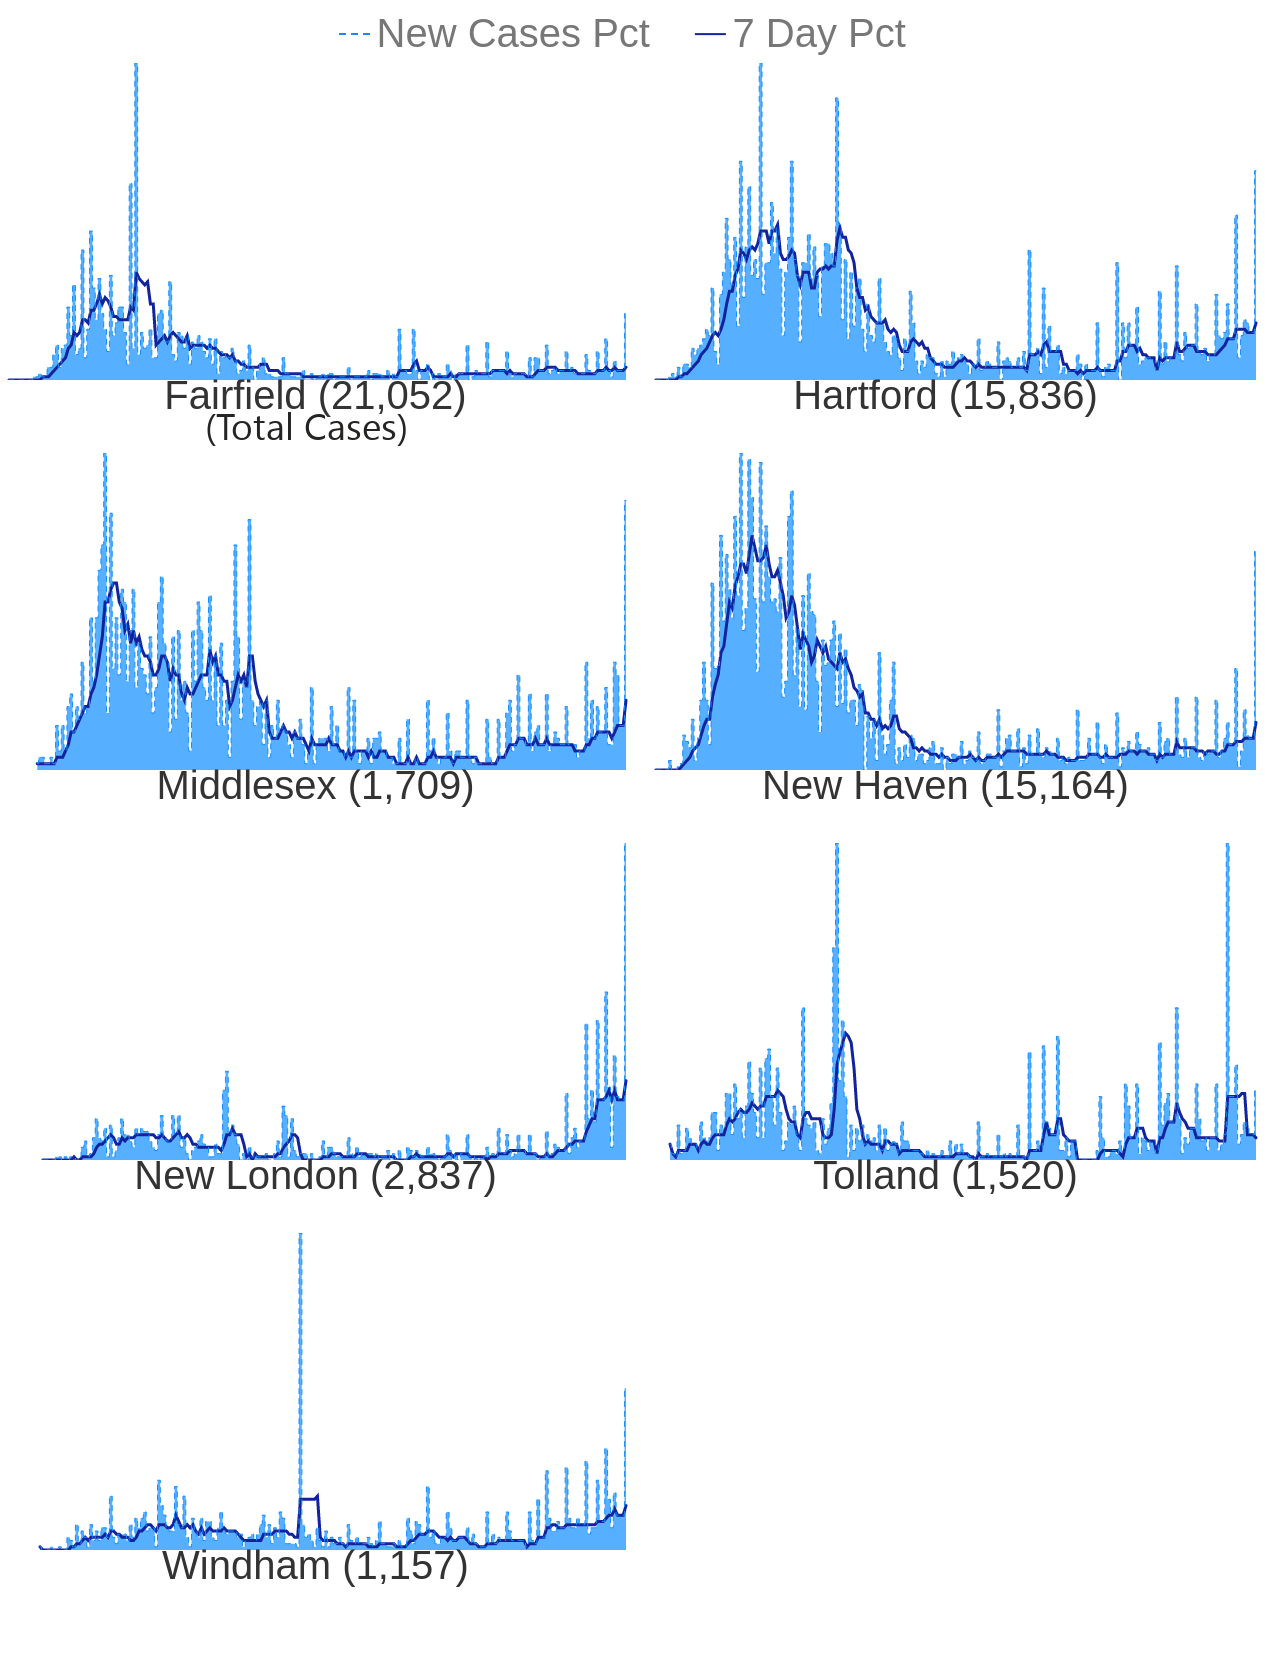 New Cases Pct 7 Day Pct
Fairfield (21,052) Hartford (15,836)
(Total Cases)
Middlesex (1,709) New Haven (15,164)
New London (2,837) Tolland (1,520)
Windham (1,157)